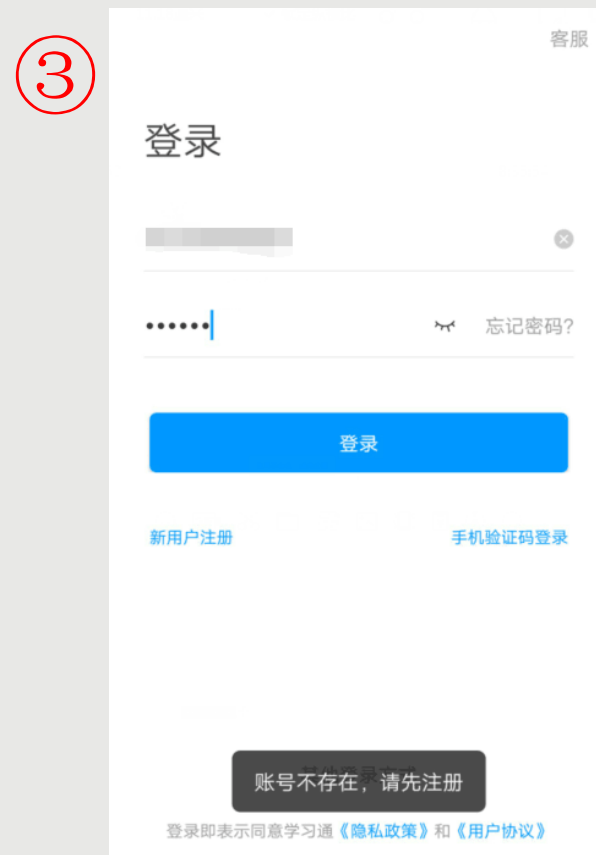 ③
客服
登录
忘记密码?
登录
新用户注册 手机验证码登录
账号不存在，请先注册
登录即表示同意学习通《隐私政策》和《用户协议》